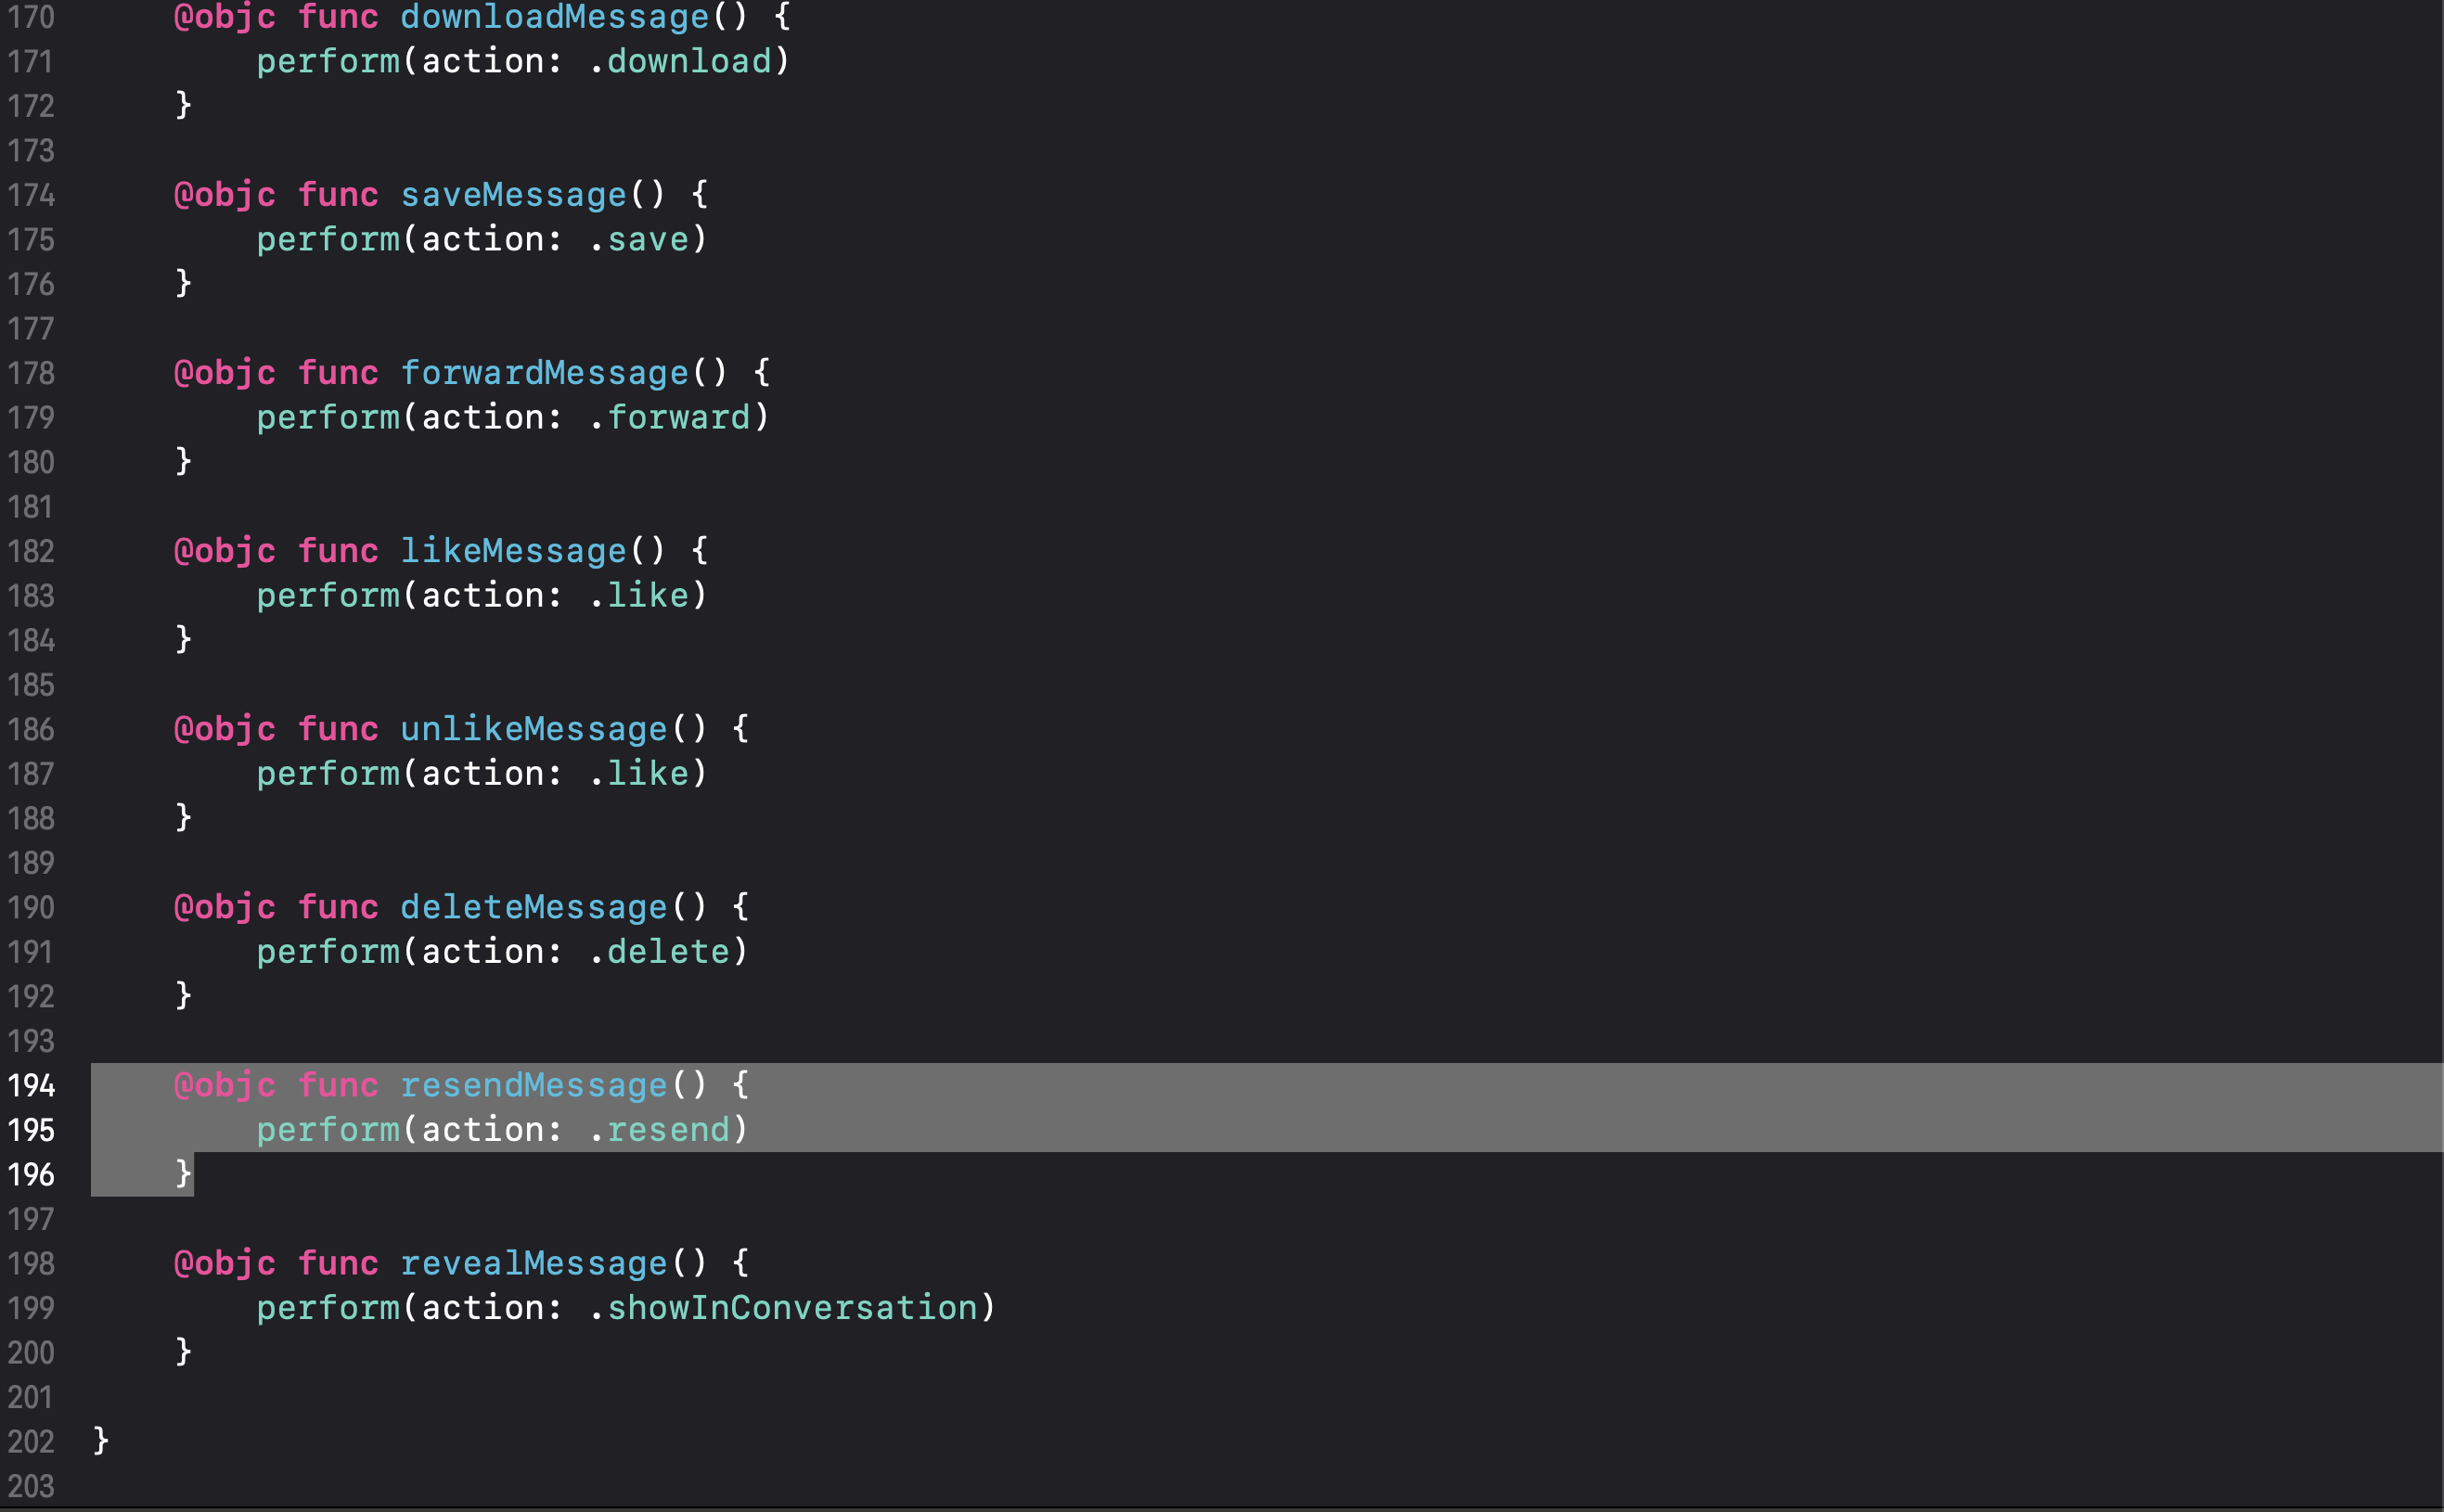 170 @objc func downloadMessage() {
171 perform(action: .download)
172 }
173
174 @objc func saveMessage() {
175 perform(action: .save)
176 }
177
178 @objc func forwardMessage() {
179 perform(action: .forward)
180 }
181
182 @objc func likeMessage() {
183 perform(action: .like)
184 }
185
186 @objc func unlikeMessage() {
187 perform(action: .like)
188 }
189
190 @objc func deleteMessage() {
191 perform(action: .delete)
192 }
193
194 @objc func resendMessage() {
195 perform(action: .resend)
196 }
197
198 @objc func revealMessage() {
199 perform(action: .showInConversation)
200 }
201
202 }
203